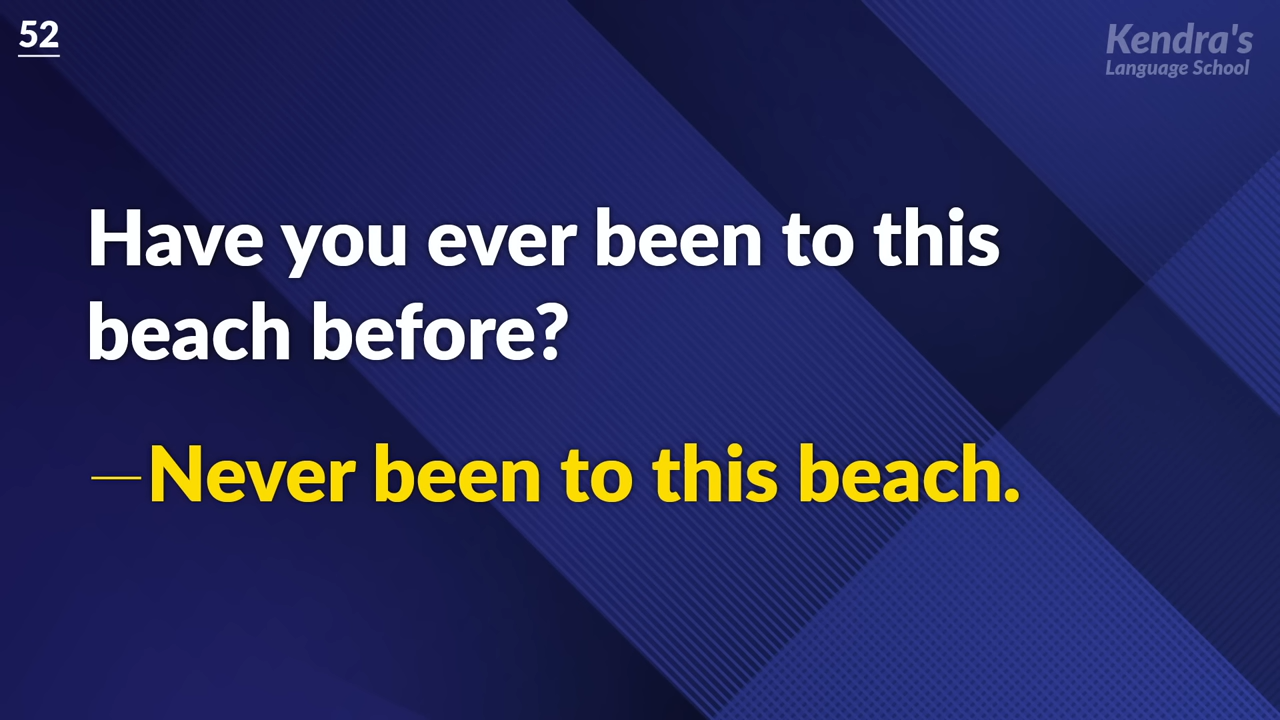 52
Kendra's
Language School
Have you ever been to this
beach before?
—Never been to this beach.